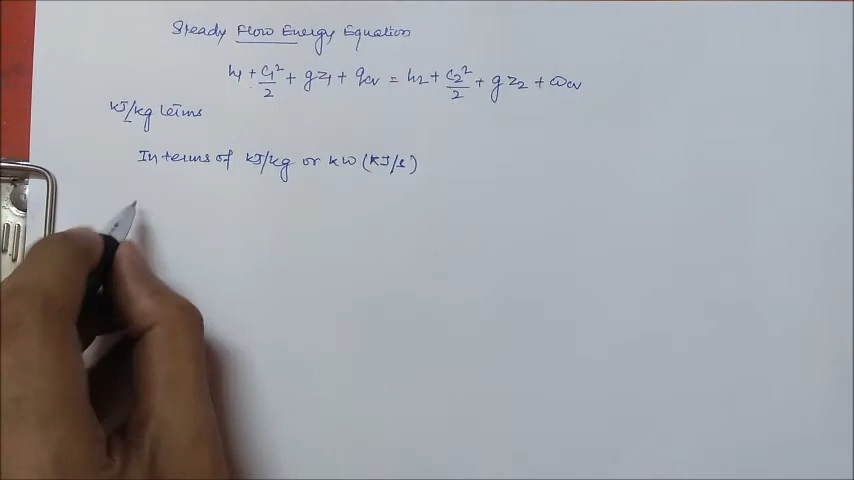 Steady Flow Energy Equation
h1 + C1²/2 + gz1 + qcv = h2 + C2²/2 + gz2 + ωcv
kJ/kg terms
In terms of kJ/kg or kW (kJ/s)